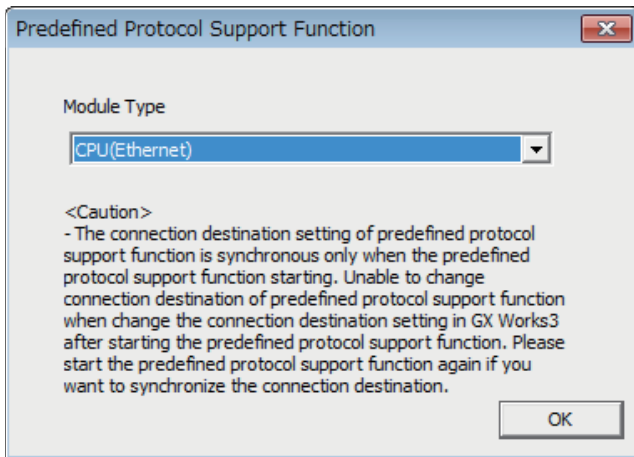 Predefined Protocol Support Function
Module Type
CPU(Ethernet)
<Caution>
- The connection destination setting of predefined protocol
support function is synchronous only when the predefined
protocol support function starting. Unable to change
connection destination of predefined protocol support function
when change the connection destination setting in GX Works3
after starting the predefined protocol support function. Please
start the predefined protocol support function again if you
want to synchronize the connection destination.
OK